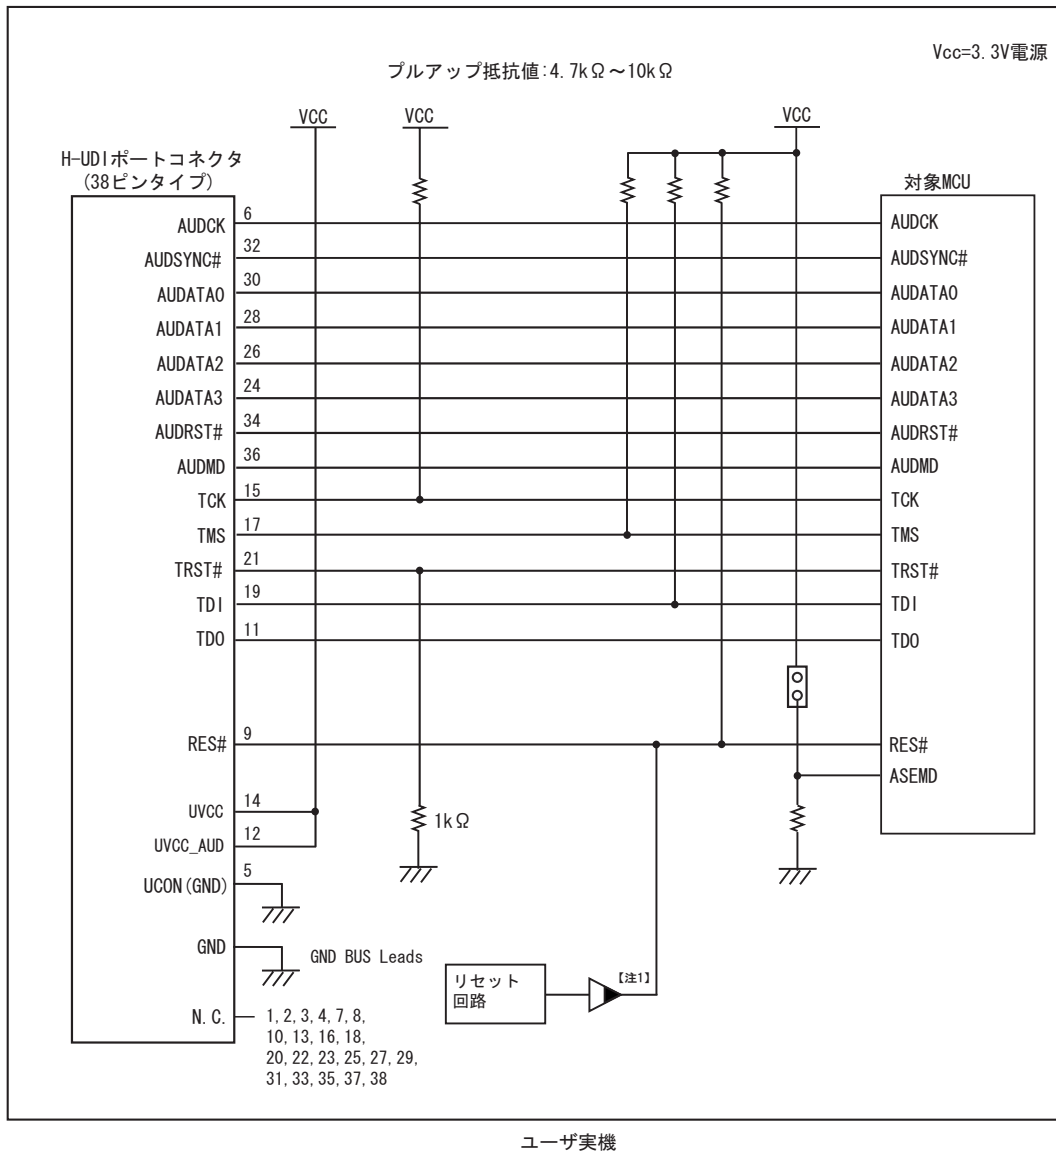 Vcc=3.3V電源
プルアップ抵抗値:4.7kΩ～10kΩ
VCC
VCC
VCC
H-UDIポートコネクタ
(38ピンタイプ)
対象MCU
AUDCK 6 AUDCK
AUDSYNC# 32 AUDSYNC#
AUDATA0 30 AUDATA0
AUDATA1 28 AUDATA1
AUDATA2 26 AUDATA2
AUDATA3 24 AUDATA3
AUDRST# 34 AUDRST#
AUDMD 36 AUDMD
TCK 15 TCK
TMS 17 TMS
TRST# 21 TRST#
TDI 19 TDI
TDO 11 TDO
RES# 9 RES#
ASEMD
UVCC 14
1kΩ
UVCC_AUD 12
UCON(GND) 5
GND
GND BUS Leads
リセット
回路
【注1】
N.C. 1, 2, 3, 4, 7, 8,
10, 13, 16, 18,
20, 22, 23, 25, 27, 29,
31, 33, 35, 37, 38
ユーザ実機